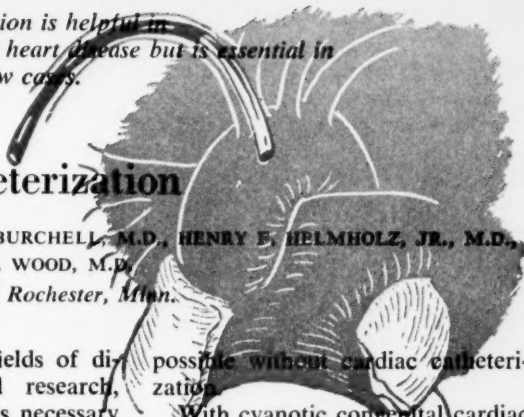 ion is helpful in
heart disease but is essential in
w cases.
eterization
BURCHELL, M.D., HENRY F. HELMHOLZ, JR., M.D.,
WOOD, M.D.
Rochester, Minn.
ields of di-
l research,
s necessary
possible without cardiac catheteri-
zation.
With cyanotic congenital cardiac